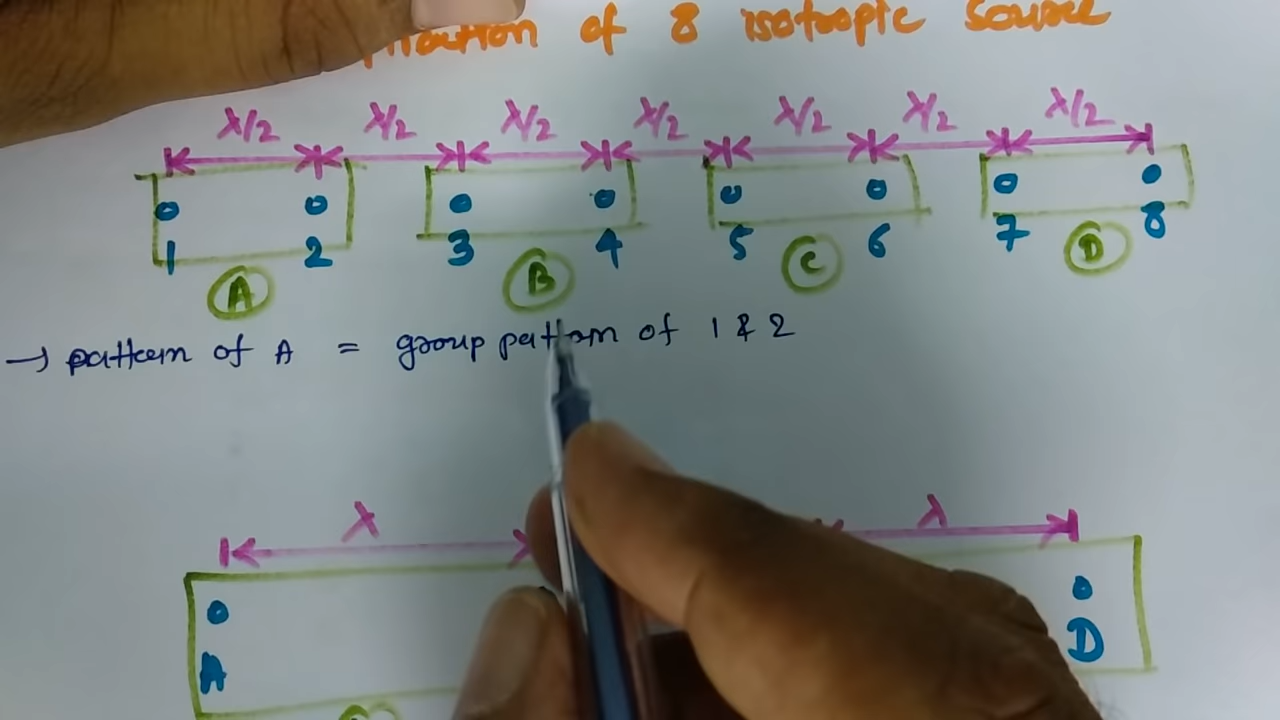 of 8 isotropic Source
λ/2 λ/2 λ/2 λ/2 λ/2 λ/2 λ/2
1 2 3 4 5 6 7 8
A B C D
→ pattern of A = group pattern of 1 & 2
λ λ
A D